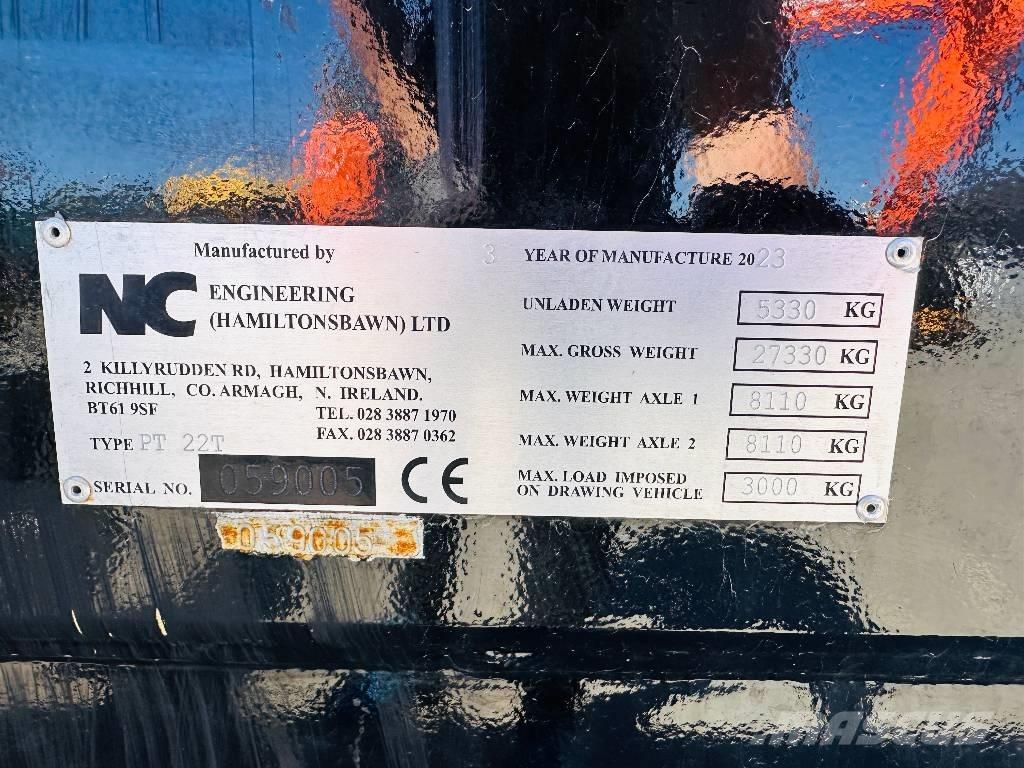 Manufactured by
NC ENGINEERING
(HAMILTONSBAWN) LTD
2 KILLYRUDDEN RD, HAMILTONSBAWN,
RICHHILL, CO. ARMAGH, N. IRELAND.
BT61 9SF
TEL. 028 3887 1970
FAX. 028 3887 0362
TYPE PT 22T
SERIAL NO. 059005
CE
3 YEAR OF MANUFACTURE 2023
UNLADEN WEIGHT 5330 KG
MAX. GROSS WEIGHT 27330 KG
MAX. WEIGHT AXLE 1 8110 KG
MAX. WEIGHT AXLE 2 8110 KG
MAX. LOAD IMPOSED
ON DRAWING VEHICLE 3000 KG
059005
MASCUS